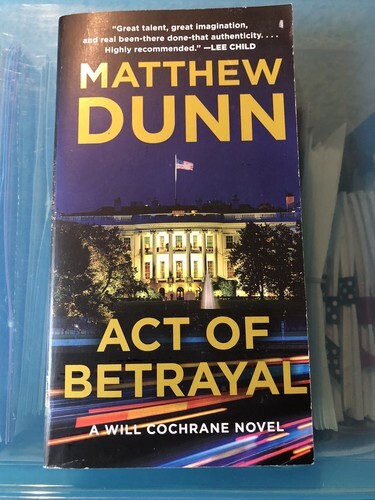 "Great talent, great imagination,
and real been-there done-that authenticity. . . .
Highly recommended." —LEE CHILD
MATTHEW
DUNN
ACT OF
BETRAYAL
A WILL COCHRANE NOVEL